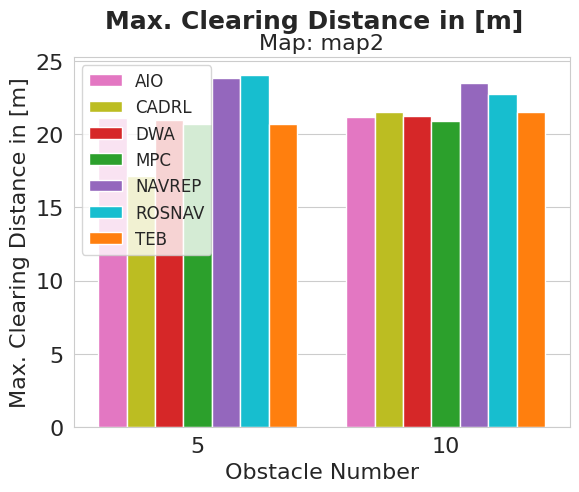 Max. Clearing Distance in [m]
Map: map2
Max. Clearing Distance in [m]
25
20
15
10
5
0
AIO
CADRL
DWA
MPC
NAVREP
ROSNAV
TEB
5
10
Obstacle Number